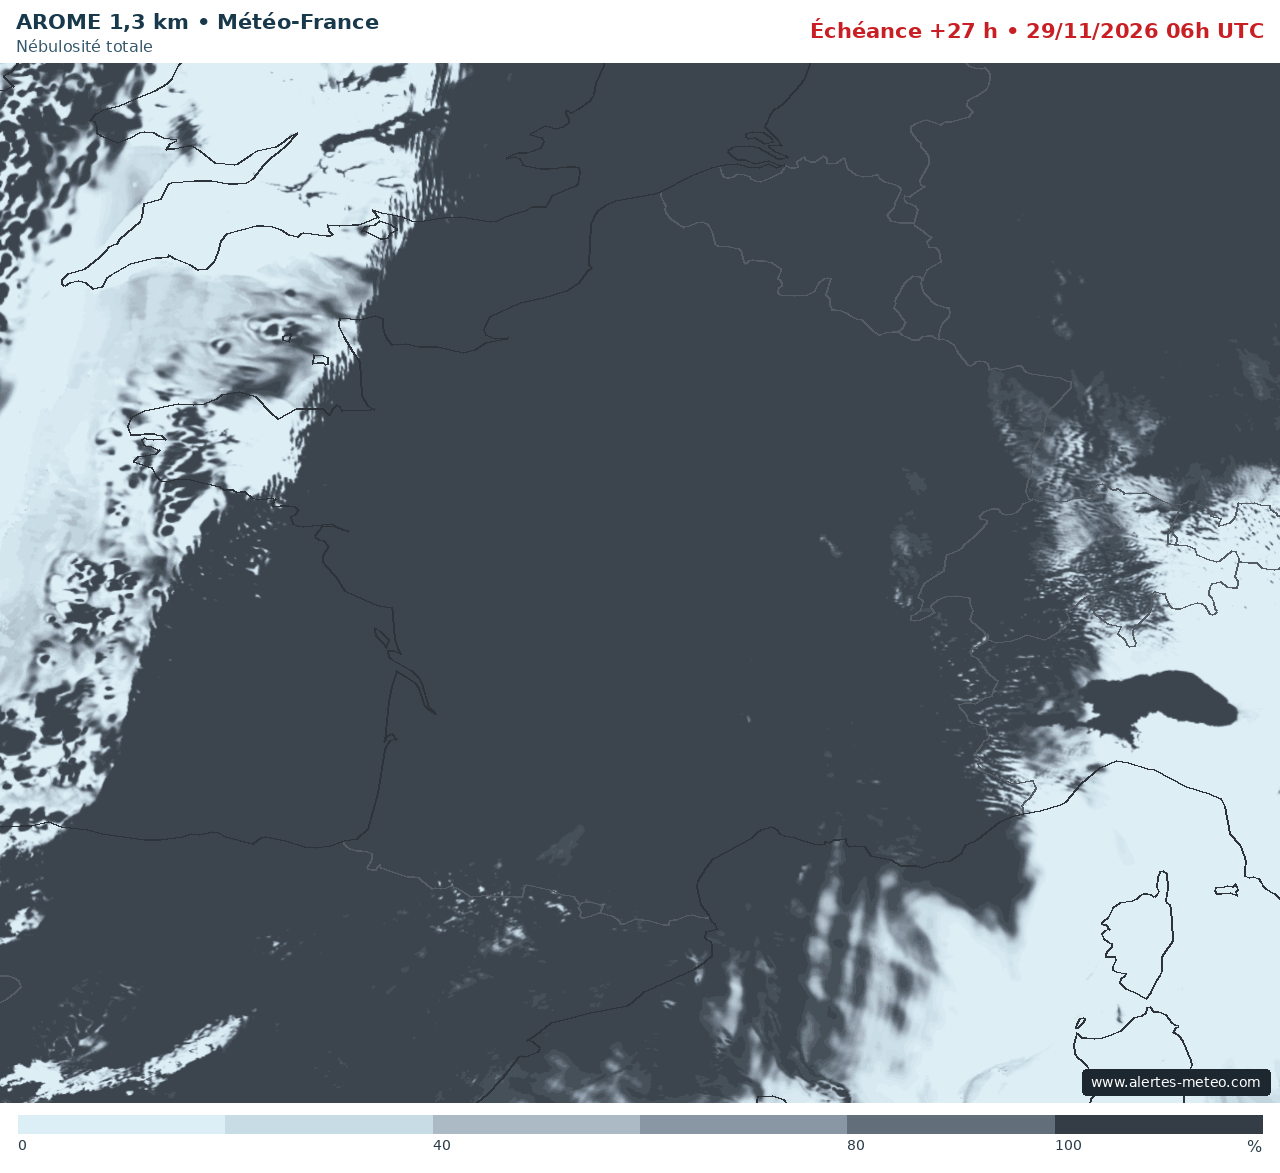 AROME 1,3 km • Météo-France
Nébulosité totale
Échéance +27 h • 29/11/2026 06h UTC
www.alertes-meteo.com
0 40 80 100 %